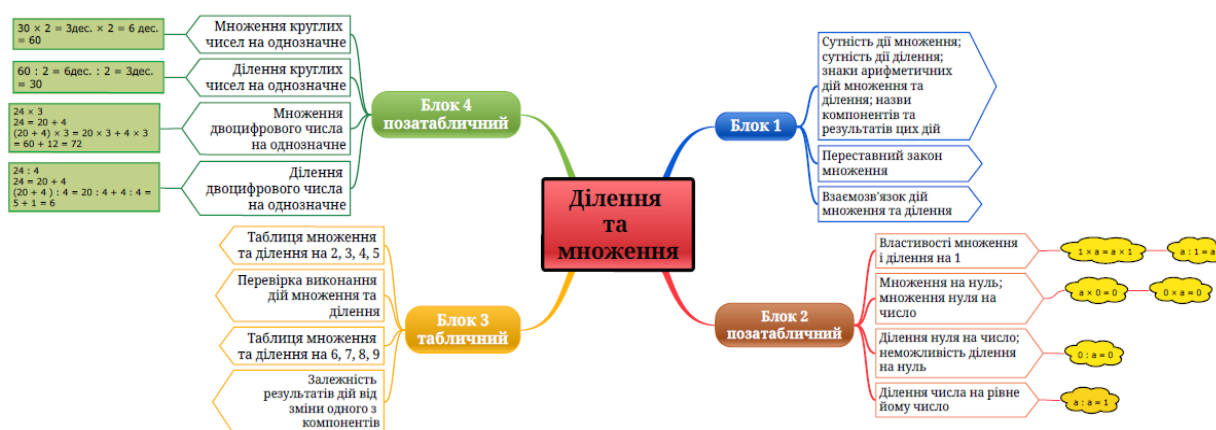 Ділення
та
множення
Блок 1
Сутність дії множення;
сутність дії ділення;
знаки арифметичних
дій множення та
ділення; назви
компонентів та
результатів цих дій
Переставний закон
множення
Взаємозв'язок дій
множення та ділення
Блок 2
позатабличний
Властивості множення
і ділення на 1
1 × a = a × 1
a : 1 = a
Множення на нуль;
множення нуля на
число
a × 0 = 0
0 × a = 0
Ділення нуля на число;
неможливість ділення
на нуль
0 : a = 0
Ділення числа на рівне
йому число
a : a = 1
Блок 3
табличний
Таблиця множення
та ділення на 2, 3, 4, 5
Перевірка виконання
дій множення та
ділення
Таблиця множення
та ділення на 6, 7, 8, 9
Залежність
результатів дій від
зміни одного з
компонентів
Блок 4
позатабличний
Множення круглих
чисел на однозначне
30 × 2 = 3дес. × 2 = 6 дес.
= 60
Ділення круглих
чисел на однозначне
60 : 2 = 6дес. : 2 = 3дес.
= 30
Множення
двоцифрового числа
на однозначне
24 × 3
24 = 20 + 4
(20 + 4) × 3 = 20 × 3 + 4 × 3
= 60 + 12 = 72
Ділення
двоцифрового числа
на однозначне
24 : 4
24 = 20 + 4
(20 + 4 ) : 4 = 20 : 4 + 4 : 4 =
5 + 1 = 6